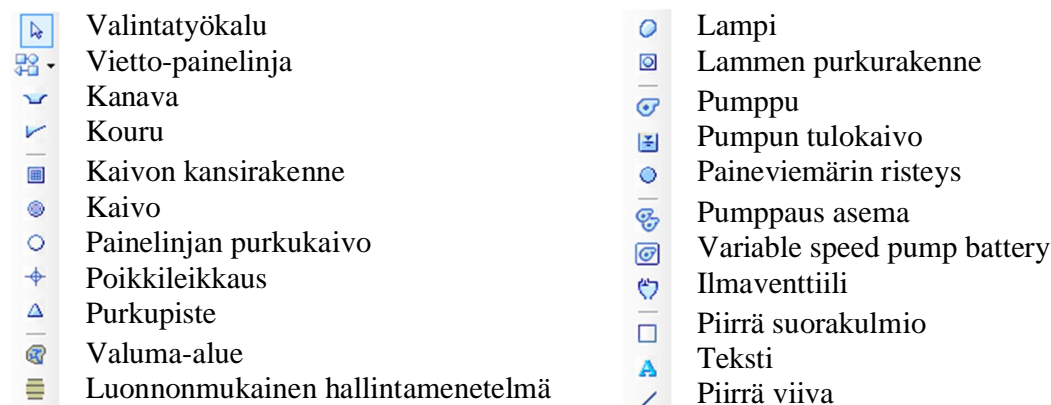 Valintatyökalu
Vietto-painelinja
Kanava
Kouru
Kaivon kansirakenne
Kaivo
Painelinjan purkukaivo
Poikkileikkaus
Purkupiste
Valuma-alue
Luonnonmukainen hallintamenetelmä
Lampi
Lammen purkurakenne
Pumppu
Pumpun tulokaivo
Paineviemärin risteys
Pumppaus asema
Variable speed pump battery
Ilmaventtiili
Piirrä suorakulmio
Teksti
Piirrä viiva